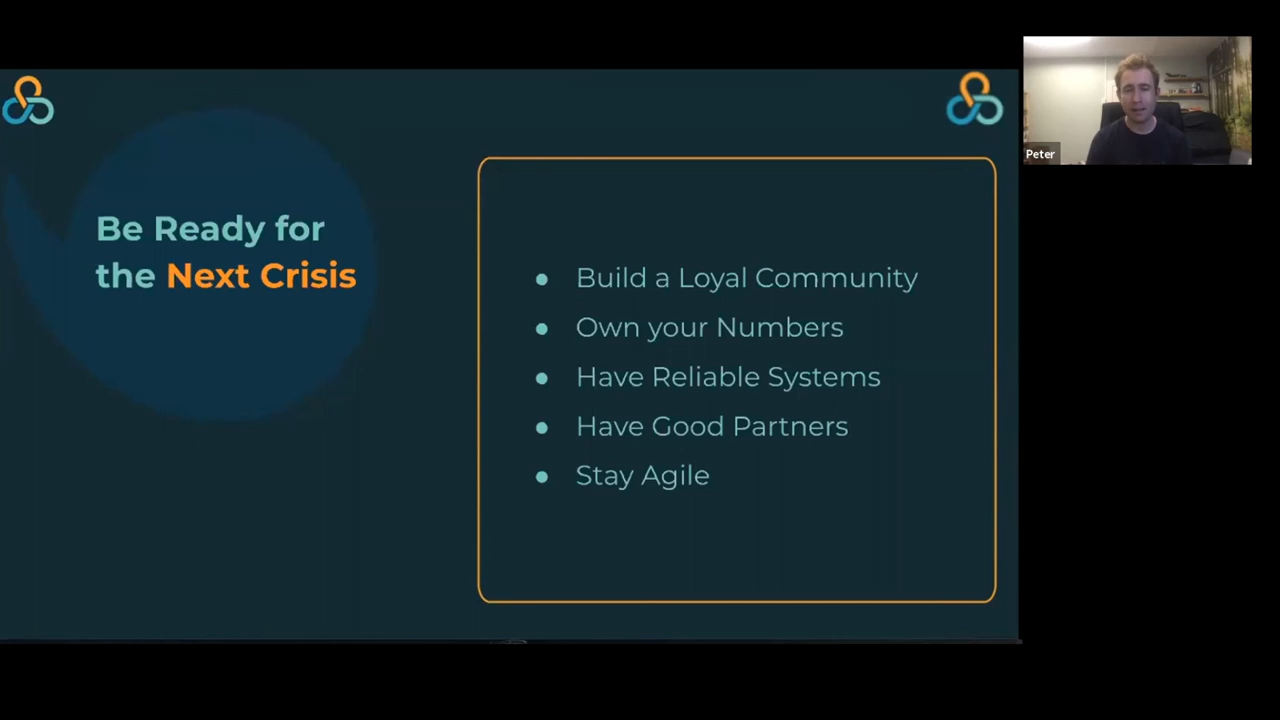 Be Ready for
the Next Crisis
● Build a Loyal Community
● Own your Numbers
● Have Reliable Systems
● Have Good Partners
● Stay Agile
Peter